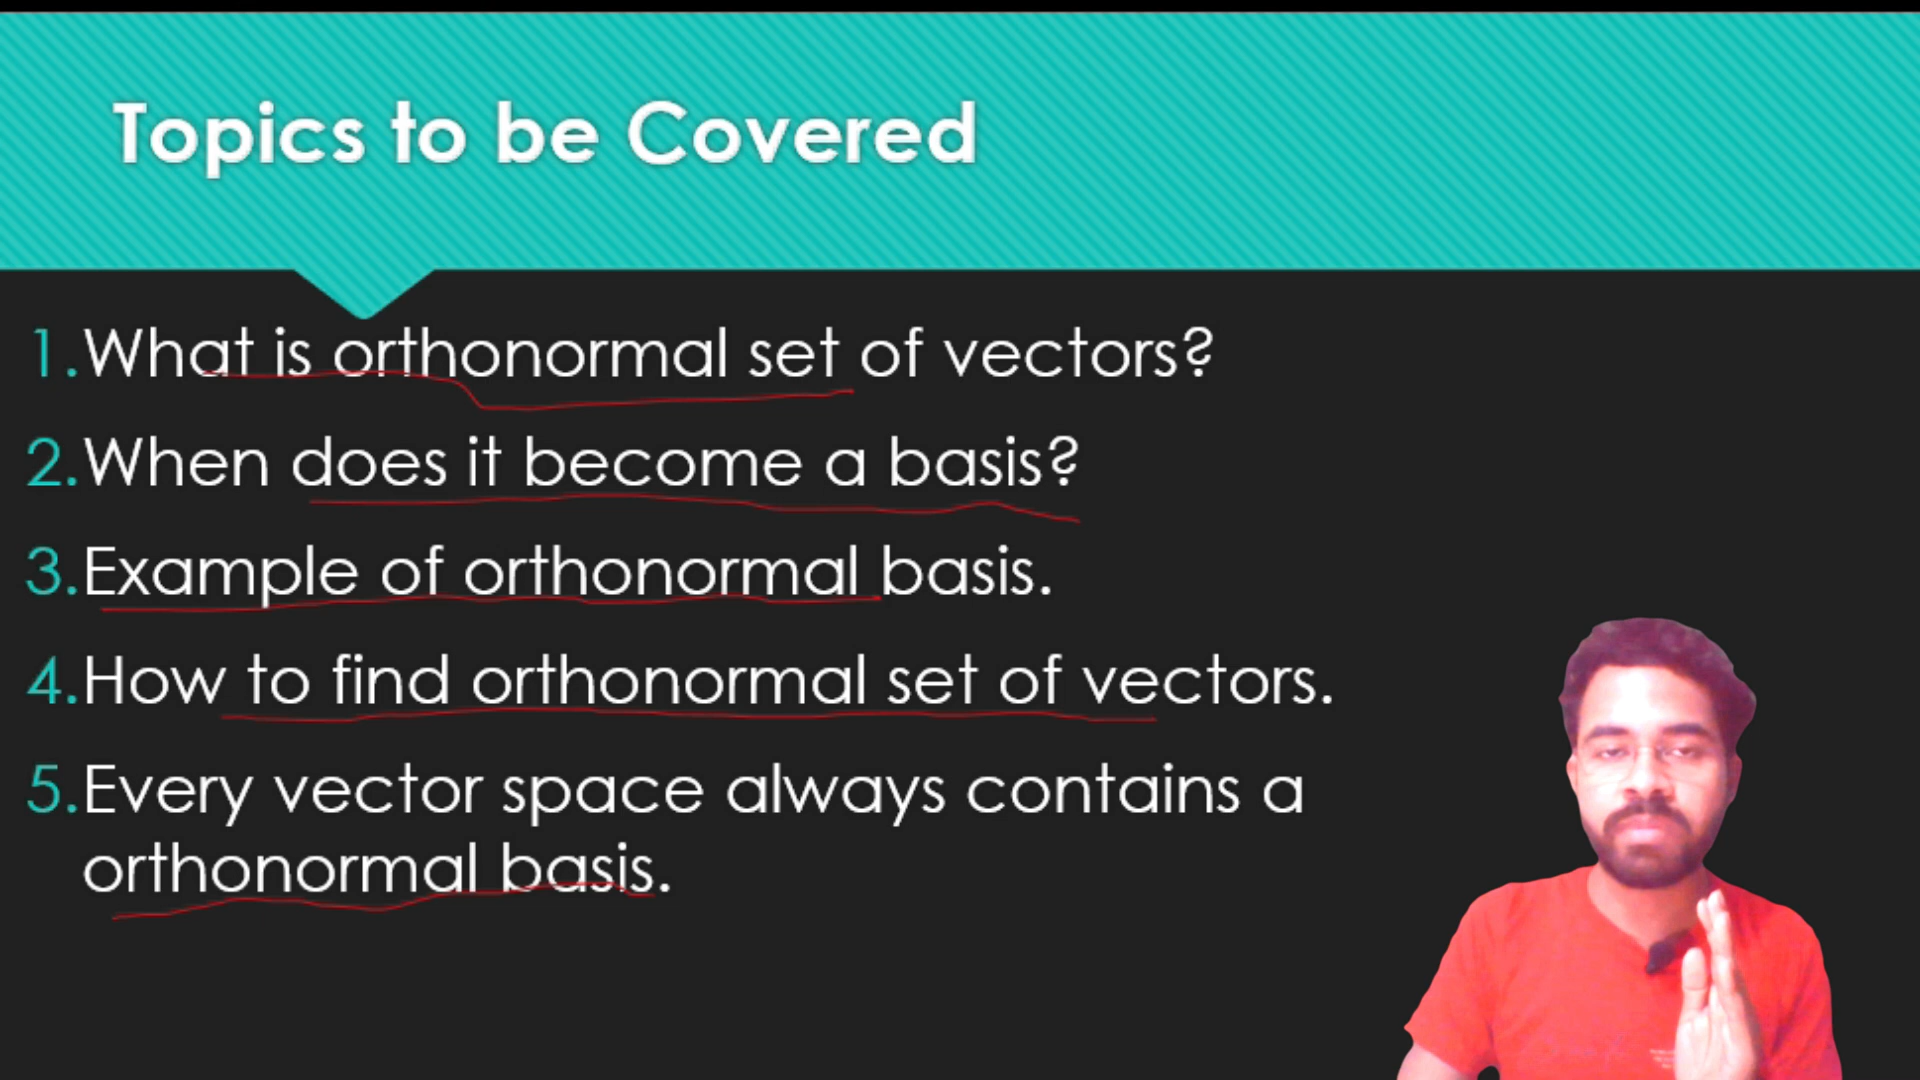 Topics to be Covered
1.What is orthonormal set of vectors?
2.When does it become a basis?
3.Example of orthonormal basis.
4.How to find orthonormal set of vectors.
5.Every vector space always contains a
orthonormal basis.